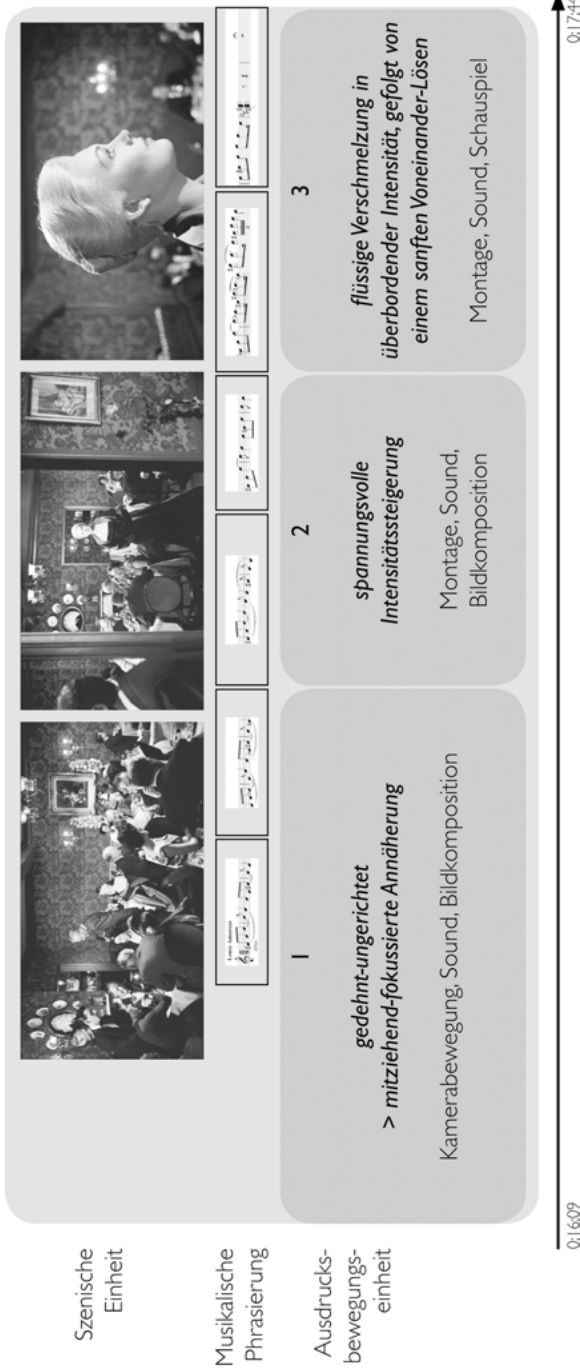 Szenische
Einheit
Musikalische
Phrasierung
Ausdrucks-
bewegungs-
einheit
1
gedehnt-ungerichtet
> mitziehend-fokussierte Annäherung
Kamerabewegung, Sound, Bildkomposition
2
spannungsvolle
Intensitätssteigerung
Montage, Sound,
Bildkomposition
3
flüssige Verschmelzung in
überbordender Intensität, gefolgt von
einem sanften Voneinander-Lösen
Montage, Sound, Schauspiel
0:16:09
0:17:44